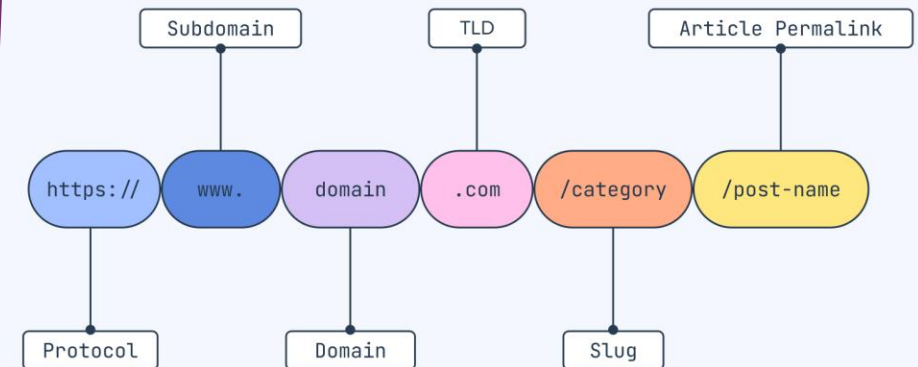 Subdomain
TLD
Article Permalink
https://
www.
domain
.com
/category
/post-name
Protocol
Domain
Slug